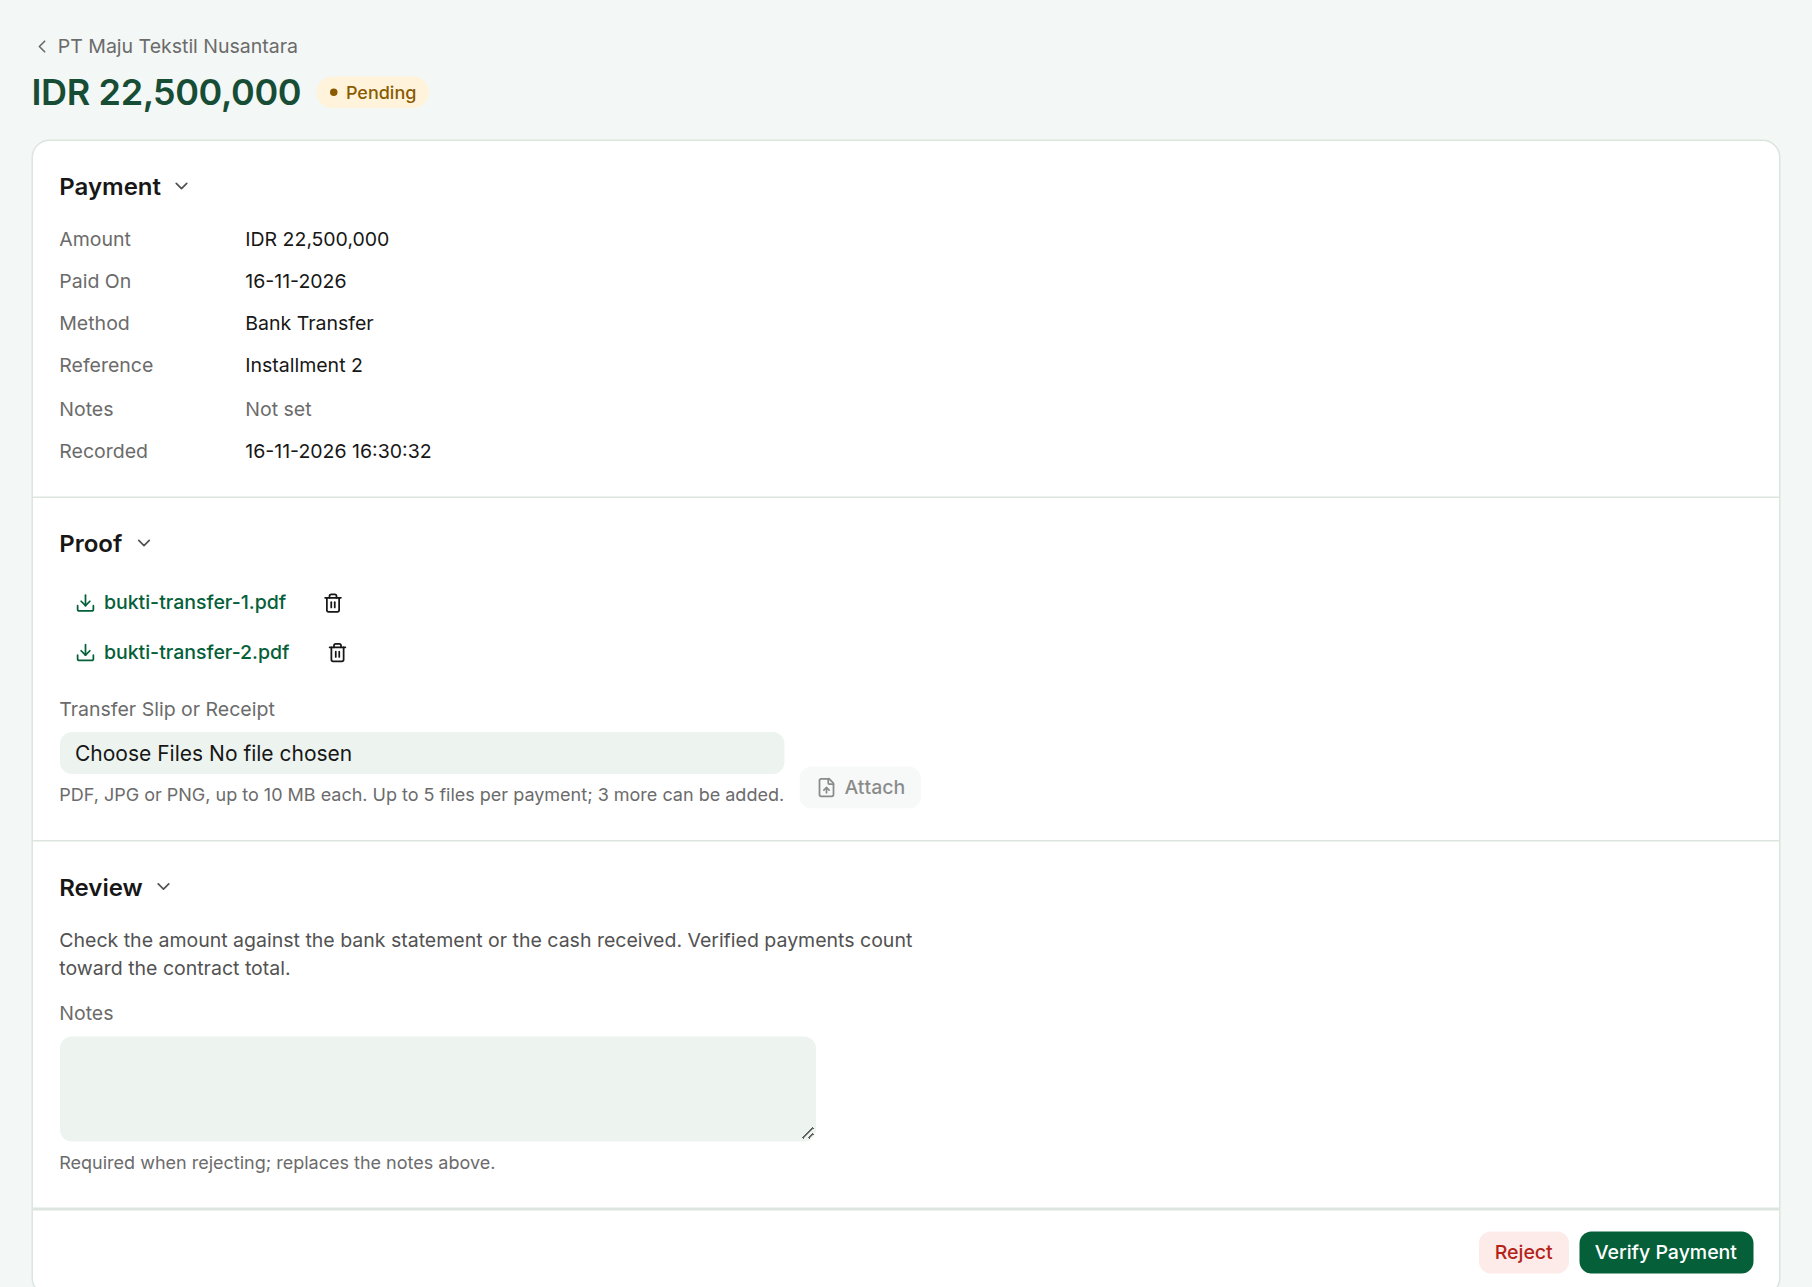 PT Maju Tekstil Nusantara
IDR 22,500,000
Pending
Payment
Amount IDR 22,500,000
Paid On 16-11-2026
Method Bank Transfer
Reference Installment 2
Notes Not set
Recorded 16-11-2026 16:30:32
Proof
bukti-transfer-1.pdf
bukti-transfer-2.pdf
Transfer Slip or Receipt
Choose Files No file chosen
PDF, JPG or PNG, up to 10 MB each. Up to 5 files per payment; 3 more can be added.
Attach
Review
Check the amount against the bank statement or the cash received. Verified payments count
toward the contract total.
Notes
Required when rejecting; replaces the notes above.
Reject
Verify Payment